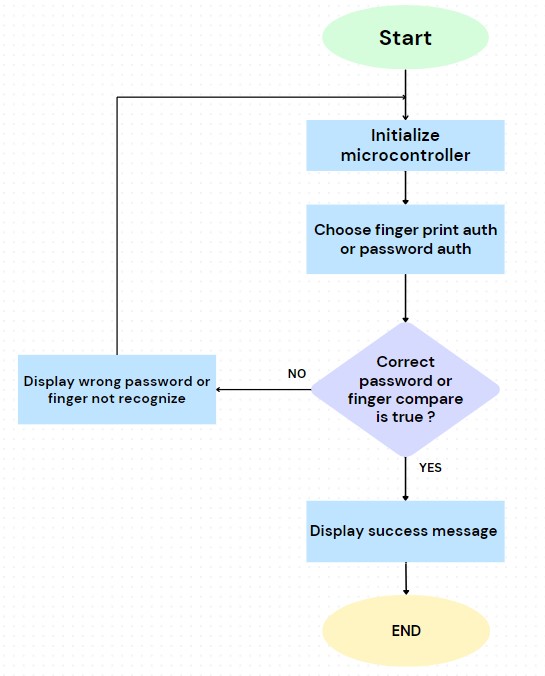 Start
Initialize
microcontroller
Choose finger print auth
or password auth
Correct
password or
finger compare
is true ?
NO
Display wrong password or
finger not recognize
YES
Display success message
END